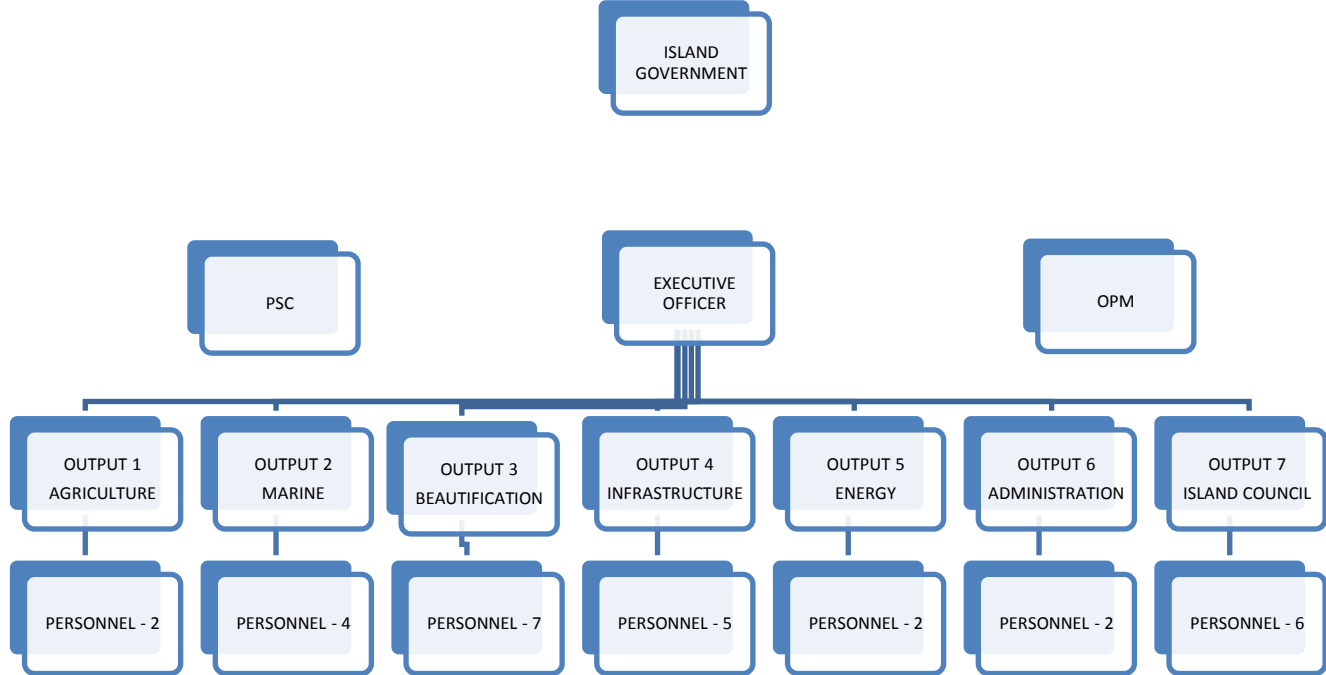 ISLAND
GOVERNMENT
PSC
EXECUTIVE
OFFICER
OPM
OUTPUT 1
AGRICULTURE
OUTPUT 2
MARINE
OUTPUT 3
BEAUTIFICATION
OUTPUT 4
INFRASTRUCTURE
OUTPUT 5
ENERGY
OUTPUT 6
ADMINISTRATION
OUTPUT 7
ISLAND COUNCIL
PERSONNEL - 2
PERSONNEL - 4
PERSONNEL - 7
PERSONNEL - 5
PERSONNEL - 2
PERSONNEL - 2
PERSONNEL - 6